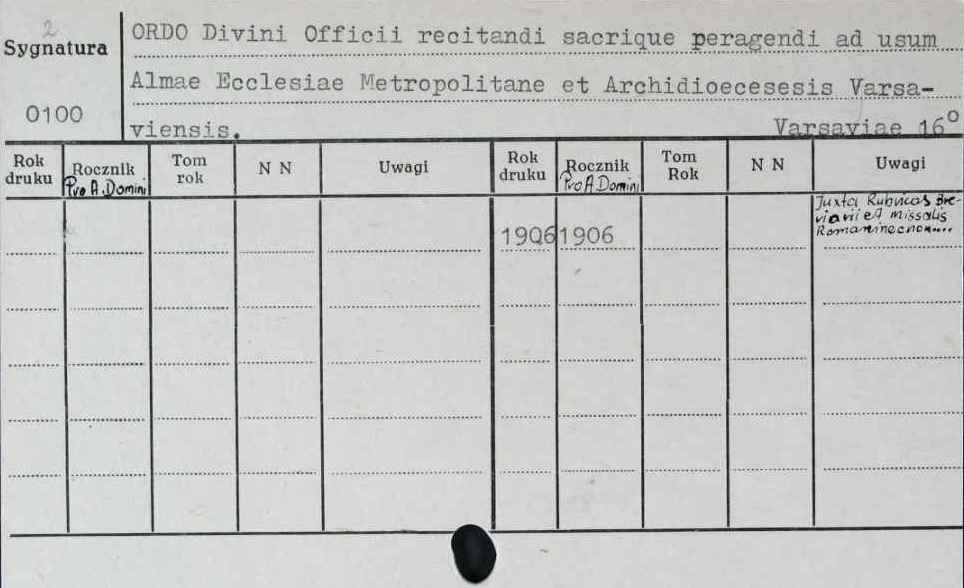 2
Sygnatura
0100
ORDO Divini Officii recitandi sacrique peragendi ad usum
Almae Ecclesiae Metropolitane et Archidioecesesis Varsa-
viensis.
Varsaviae 16°
Rok druku Rocznik Pro A. Domini Tom rok N N Uwagi Rok druku Rocznik Pro A Domini Tom Rok N N Uwagi
1906 1906
Juxta Rubricas Bre-
viarii et missalis
Romani necnon....